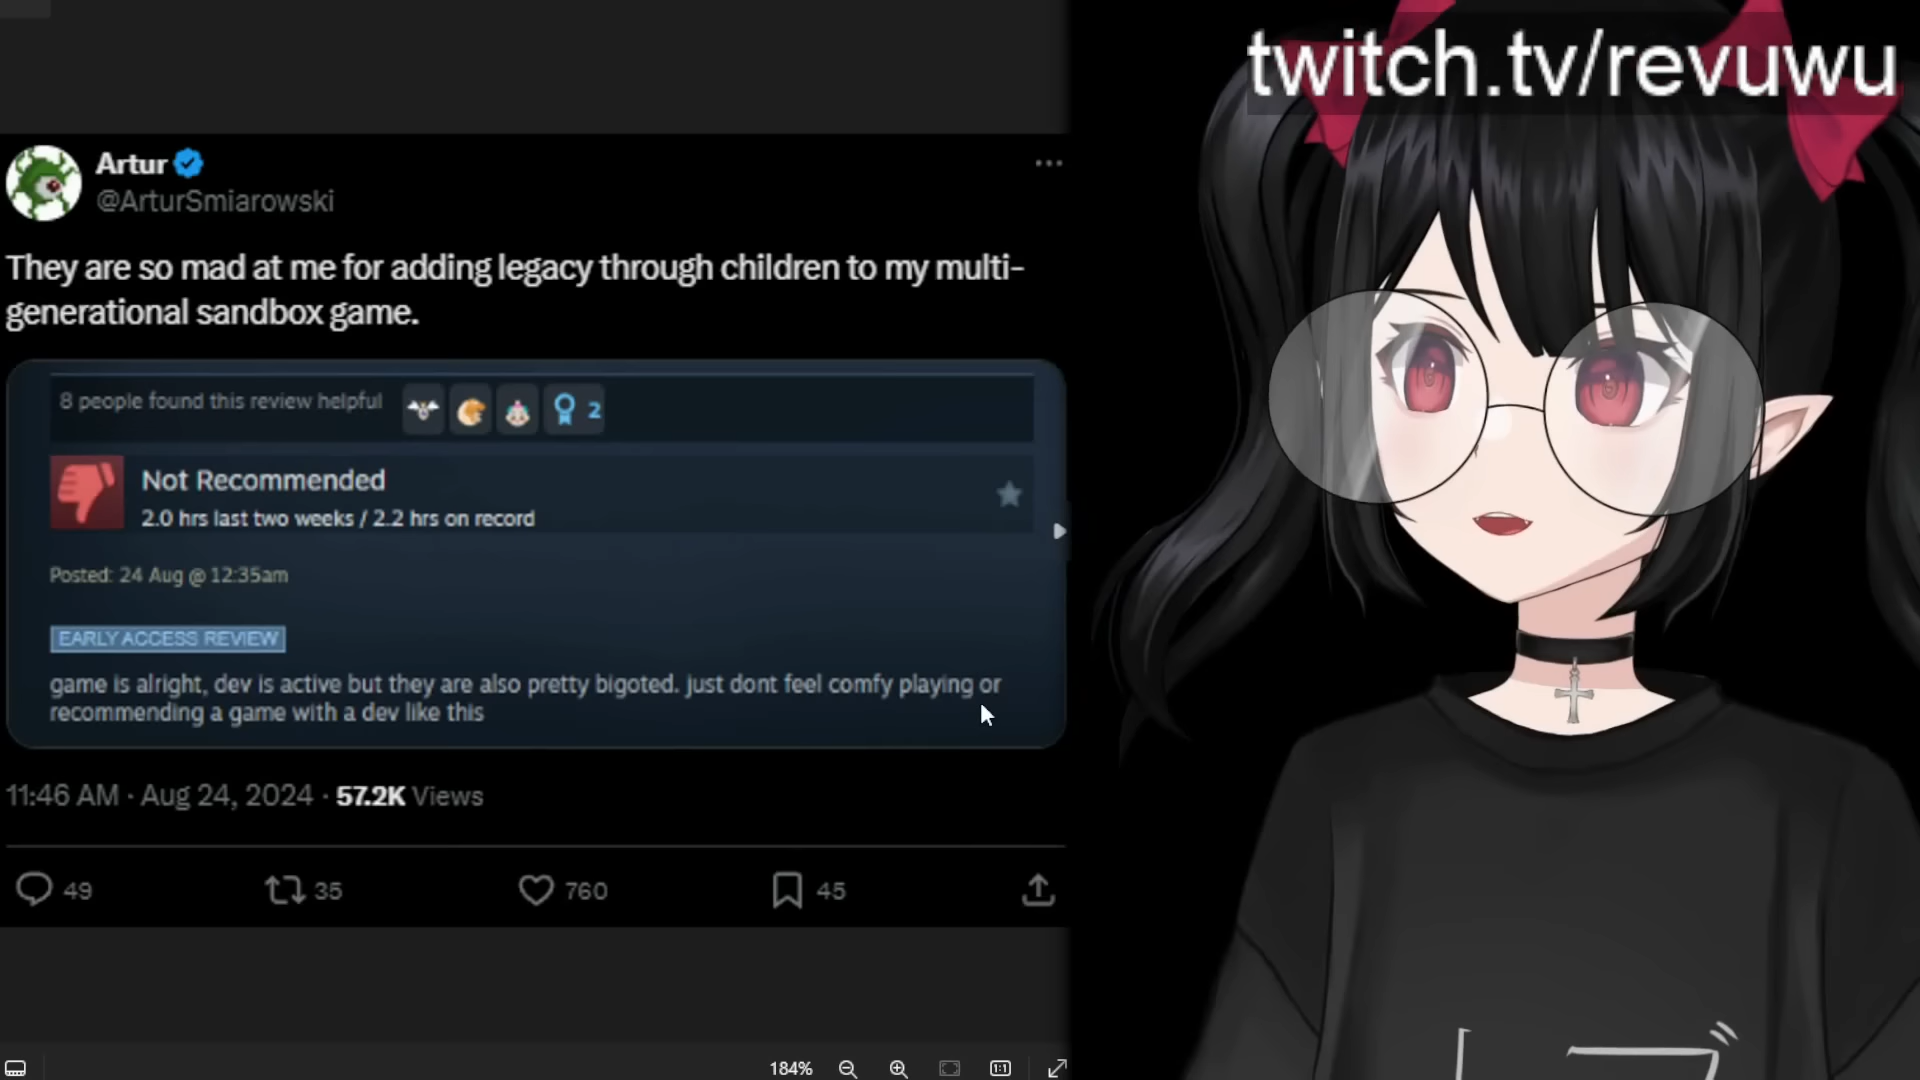 twitch.tv/revuwu
Artur
@ArturSmiarowski
They are so mad at me for adding legacy through children to my multi-
generational sandbox game.
8 people found this review helpful
2
Not Recommended
2.0 hrs last two weeks / 2.2 hrs on record
Posted: 24 Aug @ 12:35am
EARLY ACCESS REVIEW
game is alright, dev is active but they are also pretty bigoted. just dont feel comfy playing or
recommending a game with a dev like this
11:46 AM · Aug 24, 2024 · 57.2K Views
49 35 760 45
184% 1:1